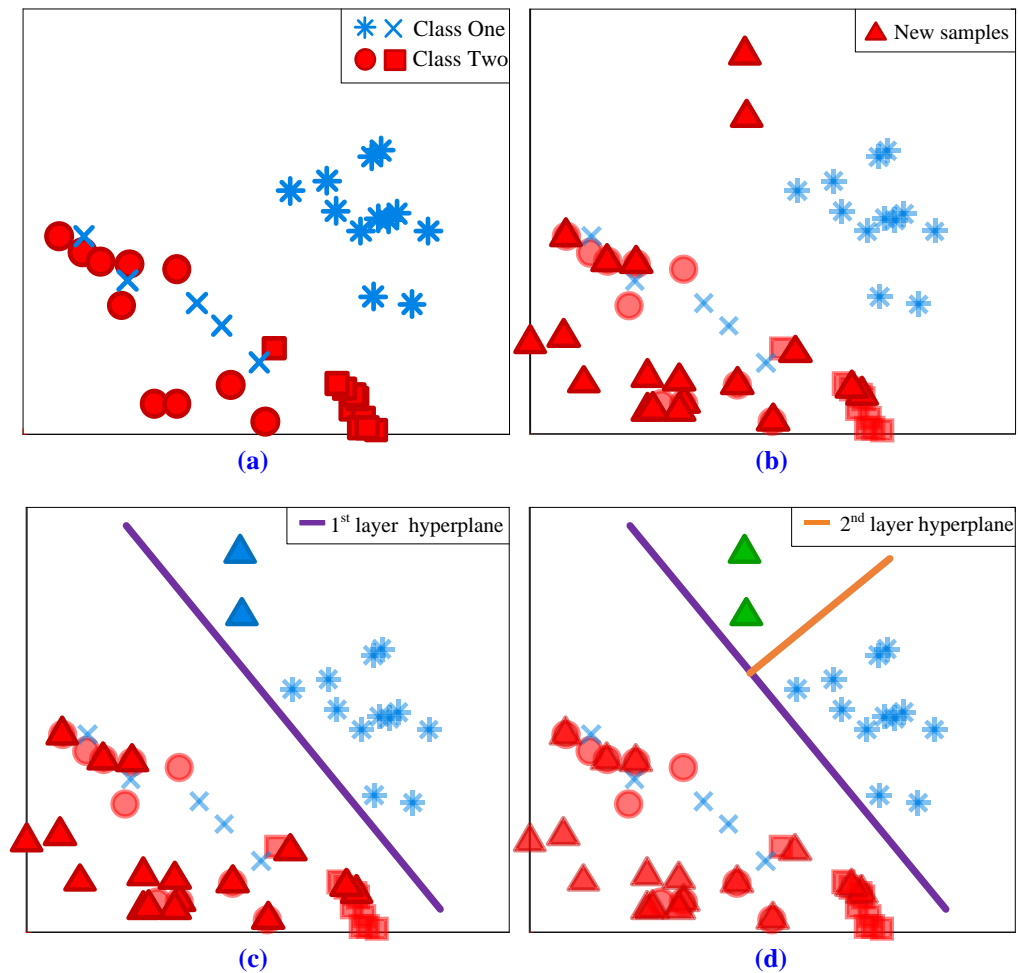 Class One
Class Two
(a)
New samples
(b)
1st layer hyperplane
(c)
2nd layer hyperplane
(d)